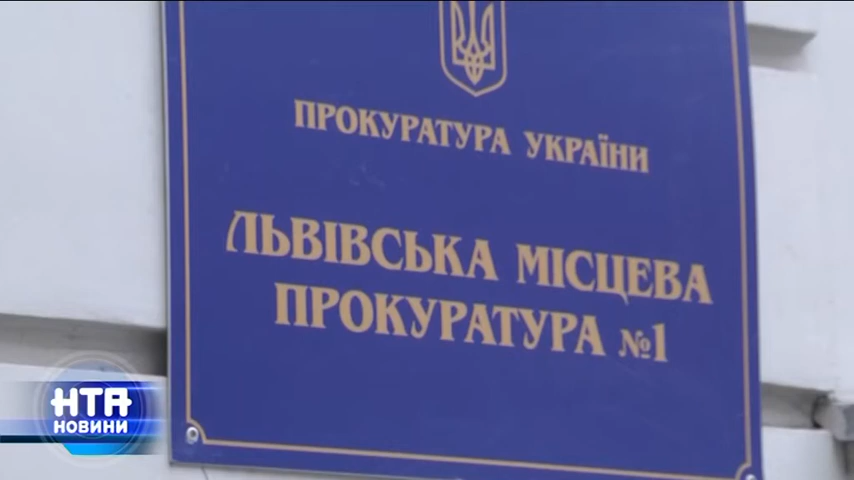 ПРОКУРАТУРА УКРАЇНИ
ЛЬВІВСЬКА МІСЦЕВА
ПРОКУРАТУРА №1
НТА
НОВИНИ